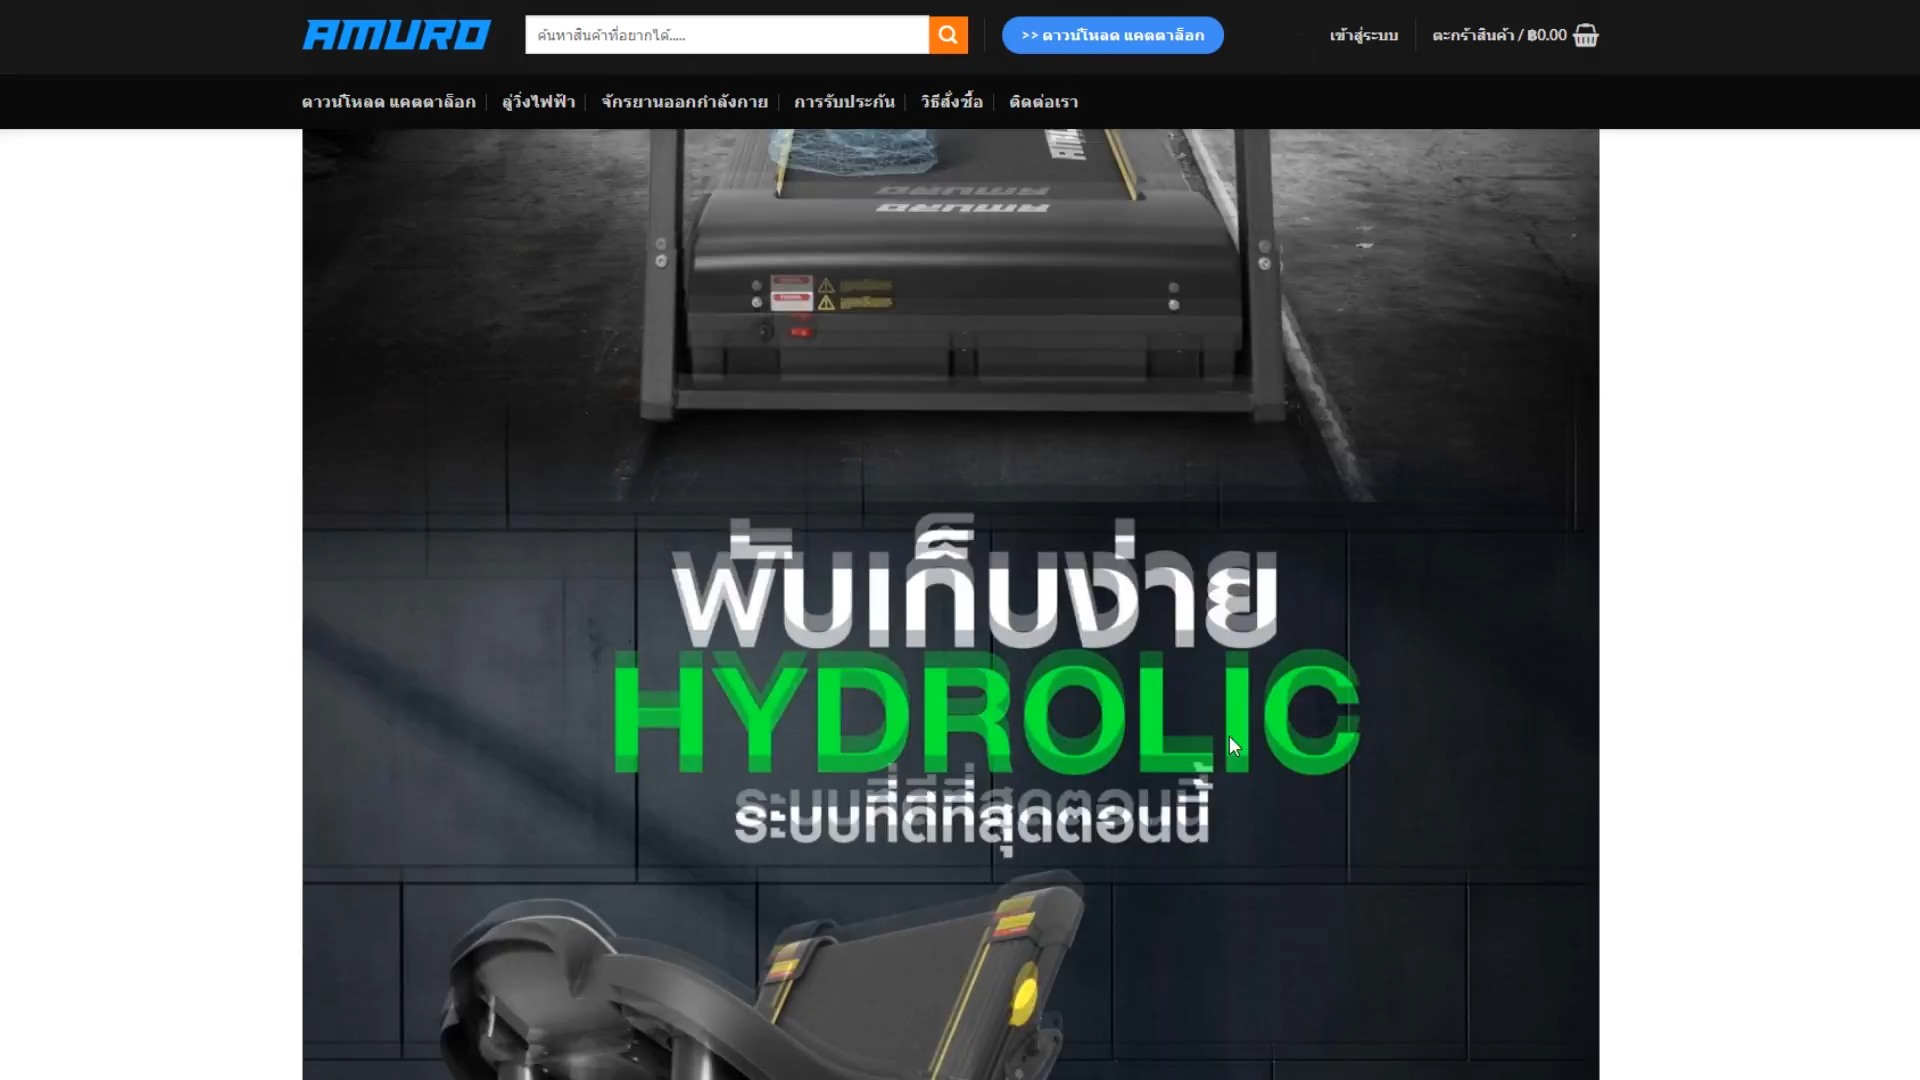 AMURO
ค้นหาสินค้าที่อยากได้.....
>> ดาวน์โหลด แคตตาล็อก
เข้าสู่ระบบ
ตะกร้าสินค้า / ฿0.00
ดาวน์โหลด แคตตาล็อก
ลู่วิ่งไฟฟ้า
จักรยานออกกำลังกาย
การรับประกัน
วิธีสั่งซื้อ
ติดต่อเรา
AMURO
พับเก็บง่าย
HYDROLIC
ระบบที่ดีที่สุดตอนนี้